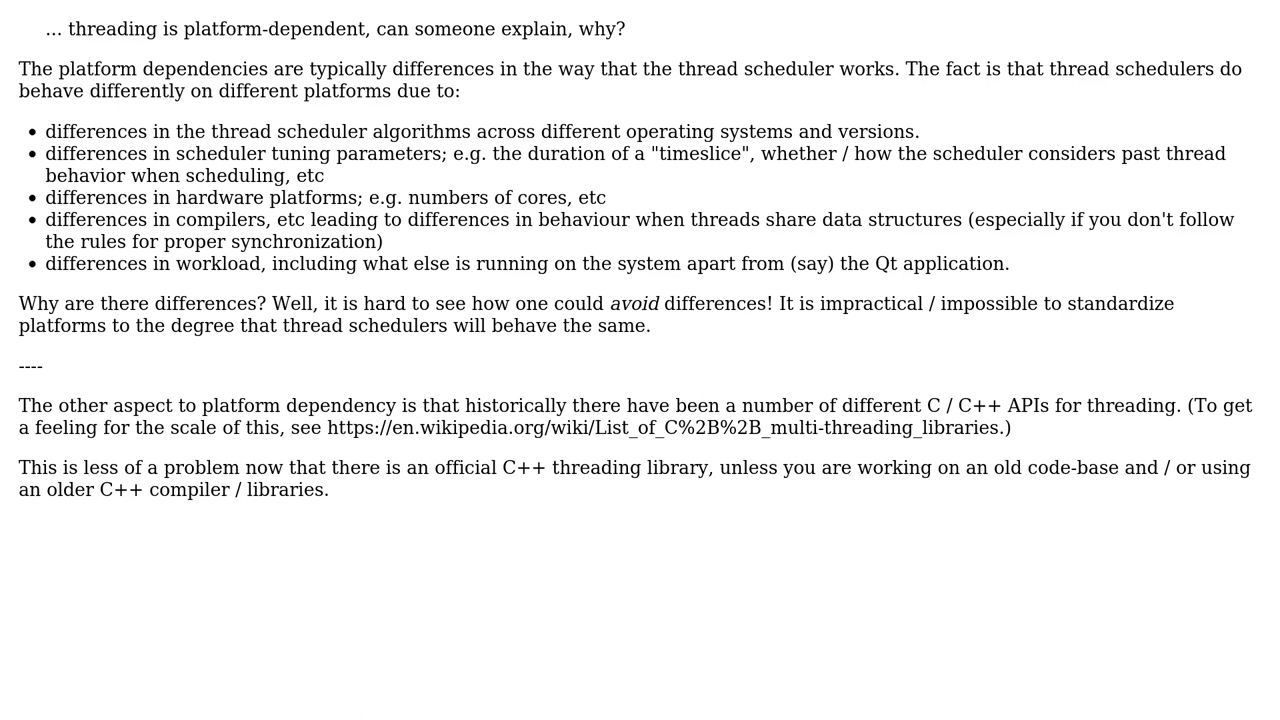 ... threading is platform-dependent, can someone explain, why?
The platform dependencies are typically differences in the way that the thread scheduler works. The fact is that thread schedulers do
behave differently on different platforms due to:
• differences in the thread scheduler algorithms across different operating systems and versions.
• differences in scheduler tuning parameters; e.g. the duration of a "timeslice", whether / how the scheduler considers past thread
behavior when scheduling, etc
• differences in hardware platforms; e.g. numbers of cores, etc
• differences in compilers, etc leading to differences in behaviour when threads share data structures (especially if you don't follow
the rules for proper synchronization)
• differences in workload, including what else is running on the system apart from (say) the Qt application.
Why are there differences? Well, it is hard to see how one could avoid differences! It is impractical / impossible to standardize
platforms to the degree that thread schedulers will behave the same.
----
The other aspect to platform dependency is that historically there have been a number of different C / C++ APIs for threading. (To get
a feeling for the scale of this, see https://en.wikipedia.org/wiki/List_of_C%2B%2B_multi-threading_libraries.)
This is less of a problem now that there is an official C++ threading library, unless you are working on an old code-base and / or using
an older C++ compiler / libraries.